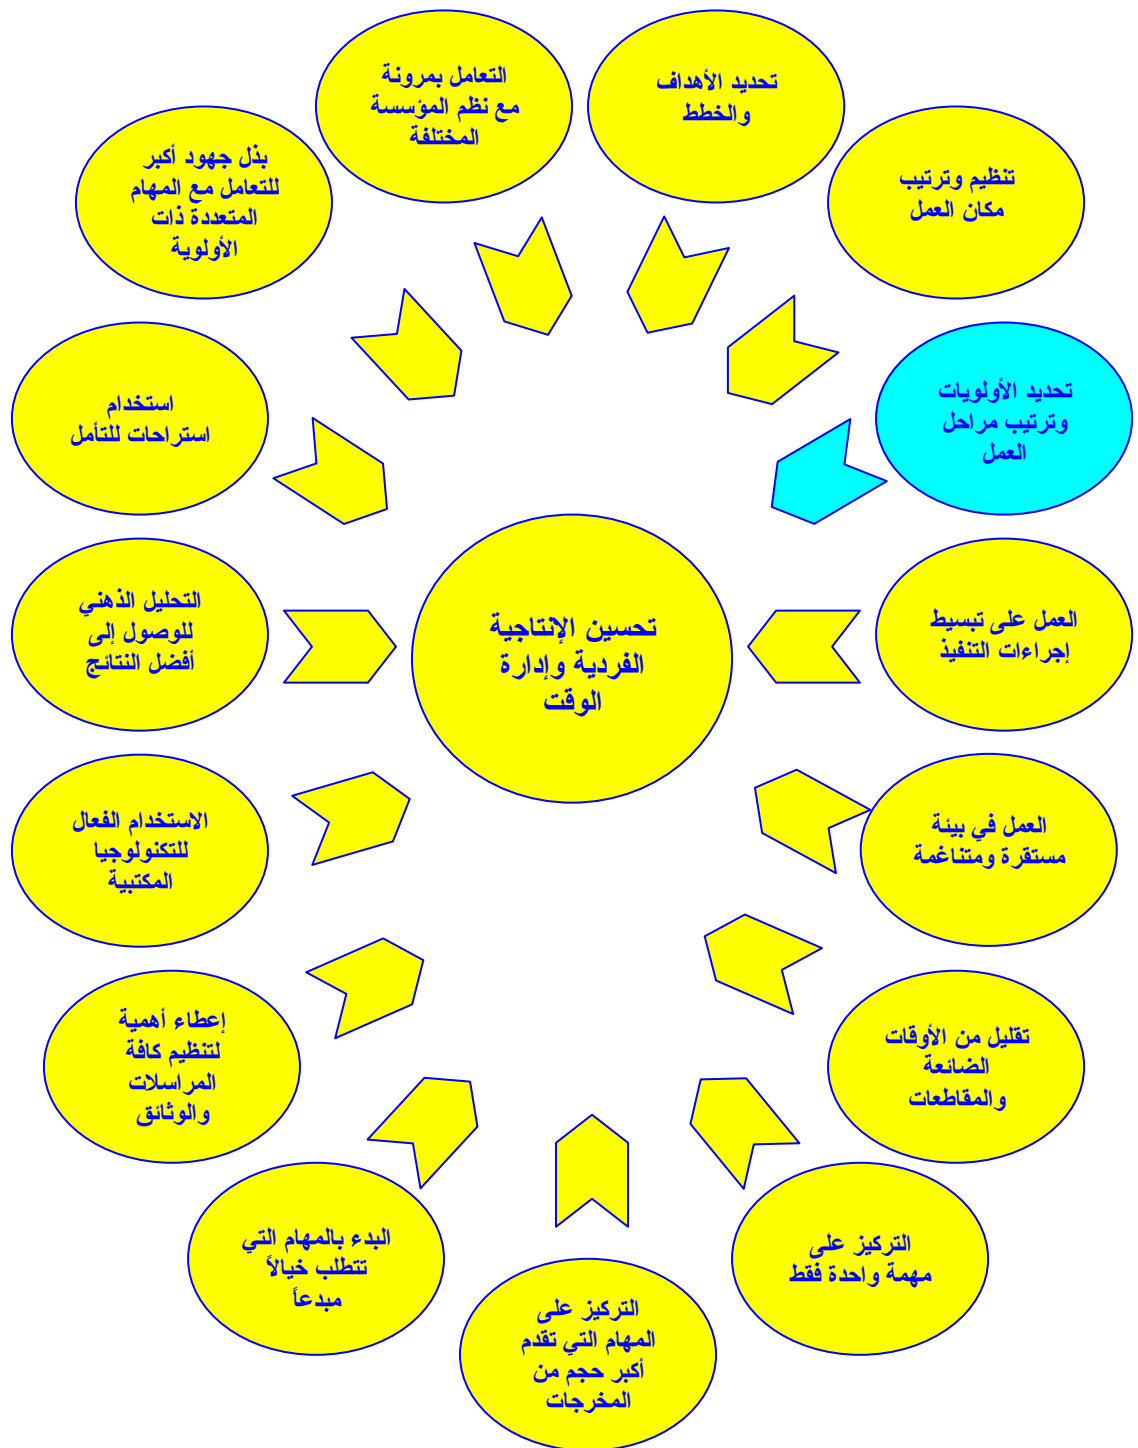 تحديد الأهداف
والخطط
تنظيم وترتيب
مكان العمل
تحديد الأولويات
وترتيب مراحل
العمل
العمل على تبسيط
إجراءات التنفيذ
العمل في بيئة
مستقرة ومتناغمة
تقليل من الأوقات
الضائعة
والمقاطعات
التركيز على
مهمة واحدة فقط
التركيز على
المهام التي تقدم
أكبر حجم من
المخرجات
البدء بالمهام التي
تتطلب خيالاً
مبدعاً
إعطاء أهمية
لتنظيم كافة
المراسلات
والوثائق
الاستخدام الفعال
للتكنولوجيا
المكتبية
التحليل الذهني
للوصول إلى
أفضل النتائج
استخدام
استراحات للتأمل
بذل جهود أكبر
للتعامل مع المهام
المتعددة ذات
الأولوية
التعامل بمرونة
مع نظم المؤسسة
المختلفة
تحسين الإنتاجية
الفردية وإدارة
الوقت